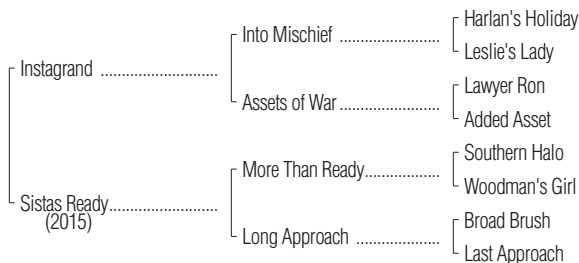 Harlan's Holiday
Into Mischief ........................
Leslie's Lady
Instagrand ............................
Lawyer Ron
Assets of War ........................
Added Asset
Southern Halo
More Than Ready..................
Woodman's Girl
Sistas Ready..........................
(2015)
Broad Brush
Long Approach ....................
Last Approach